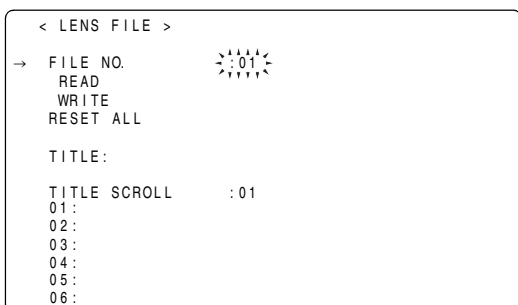 < LENS FILE >
→ FILE NO. :01
READ
WRITE
RESET ALL
TITLE:
TITLE SCROLL :01
01:
02:
03:
04:
05:
06: